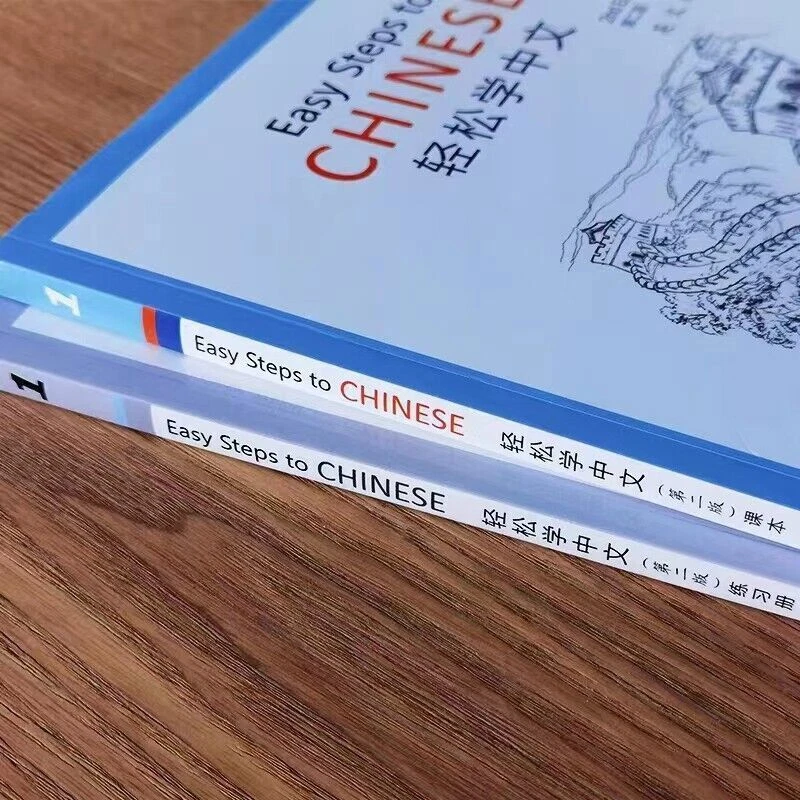 Easy Steps to
CHINESE
轻松学中文
1 Easy Steps to CHINESE 轻松学中文（第二版）课本
1 Easy Steps to CHINESE 轻松学中文（第二版）练习册